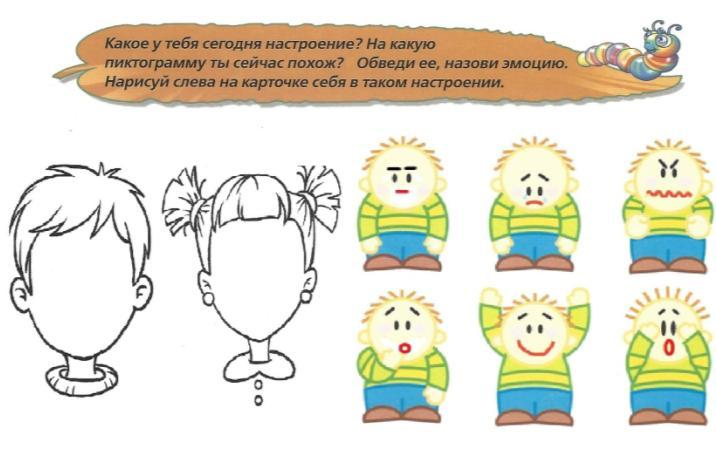 Какое у тебя сегодня настроение? На какую
пиктограмму ты сейчас похож? Обведи ее, назови эмоцию.
Нарисуй слева на карточке себя в таком настроении.